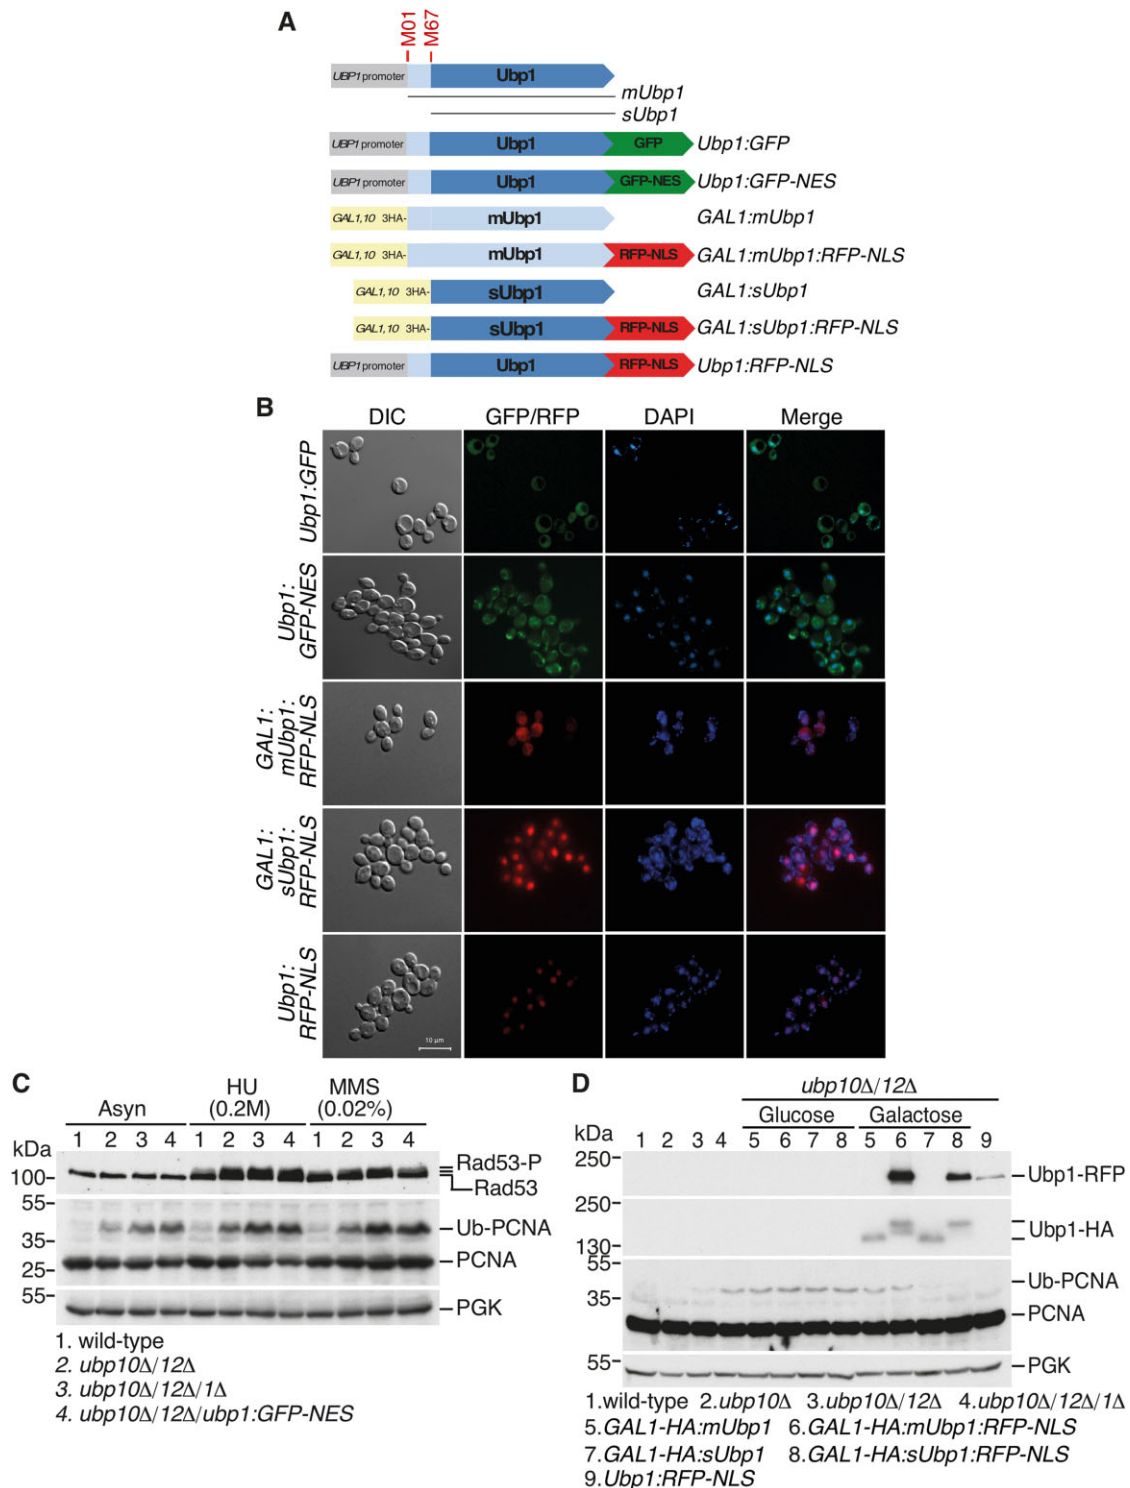 A
M01
M67
UBP1 promoter Ubp1
mUbp1
sUbp1
UBP1 promoter Ubp1 GFP Ubp1:GFP
UBP1 promoter Ubp1 GFP-NES Ubp1:GFP-NES
GAL1,10 3HA- mUbp1 GAL1:mUbp1
GAL1,10 3HA- mUbp1 RFP-NLS GAL1:mUbp1:RFP-NLS
GAL1,10 3HA- sUbp1 GAL1:sUbp1
GAL1,10 3HA- sUbp1 RFP-NLS GAL1:sUbp1:RFP-NLS
UBP1 promoter Ubp1 RFP-NLS Ubp1:RFP-NLS
B
DIC GFP/RFP DAPI Merge
Ubp1:GFP
Ubp1:
GFP-NES
GAL1:
mUbp1:
RFP-NLS
GAL1:
sUbp1:
RFP-NLS
Ubp1:
RFP-NLS
10 µm
C
HU MMS
Asyn (0.2M) (0.02%)
kDa 1 2 3 4 1 2 3 4 1 2 3 4
100 Rad53-P
Rad53
55
Ub-PCNA
35
25 PCNA
55
PGK
1. wild-type
2. ubp10Δ/12Δ
3. ubp10Δ/12Δ/1Δ
4. ubp10Δ/12Δ/ubp1:GFP-NES
D
ubp10Δ/12Δ
Glucose Galactose
kDa 1 2 3 4 5 6 7 8 5 6 7 8 9
250
Ubp1-RFP
250
Ubp1-HA
130
55
Ub-PCNA
35
PCNA
55 PGK
1.wild-type 2.ubp10Δ 3.ubp10Δ/12Δ 4.ubp10Δ/12Δ/1Δ
5.GAL1-HA:mUbp1 6.GAL1-HA:mUbp1:RFP-NLS
7.GAL1-HA:sUbp1 8.GAL1-HA:sUbp1:RFP-NLS
9.Ubp1:RFP-NLS